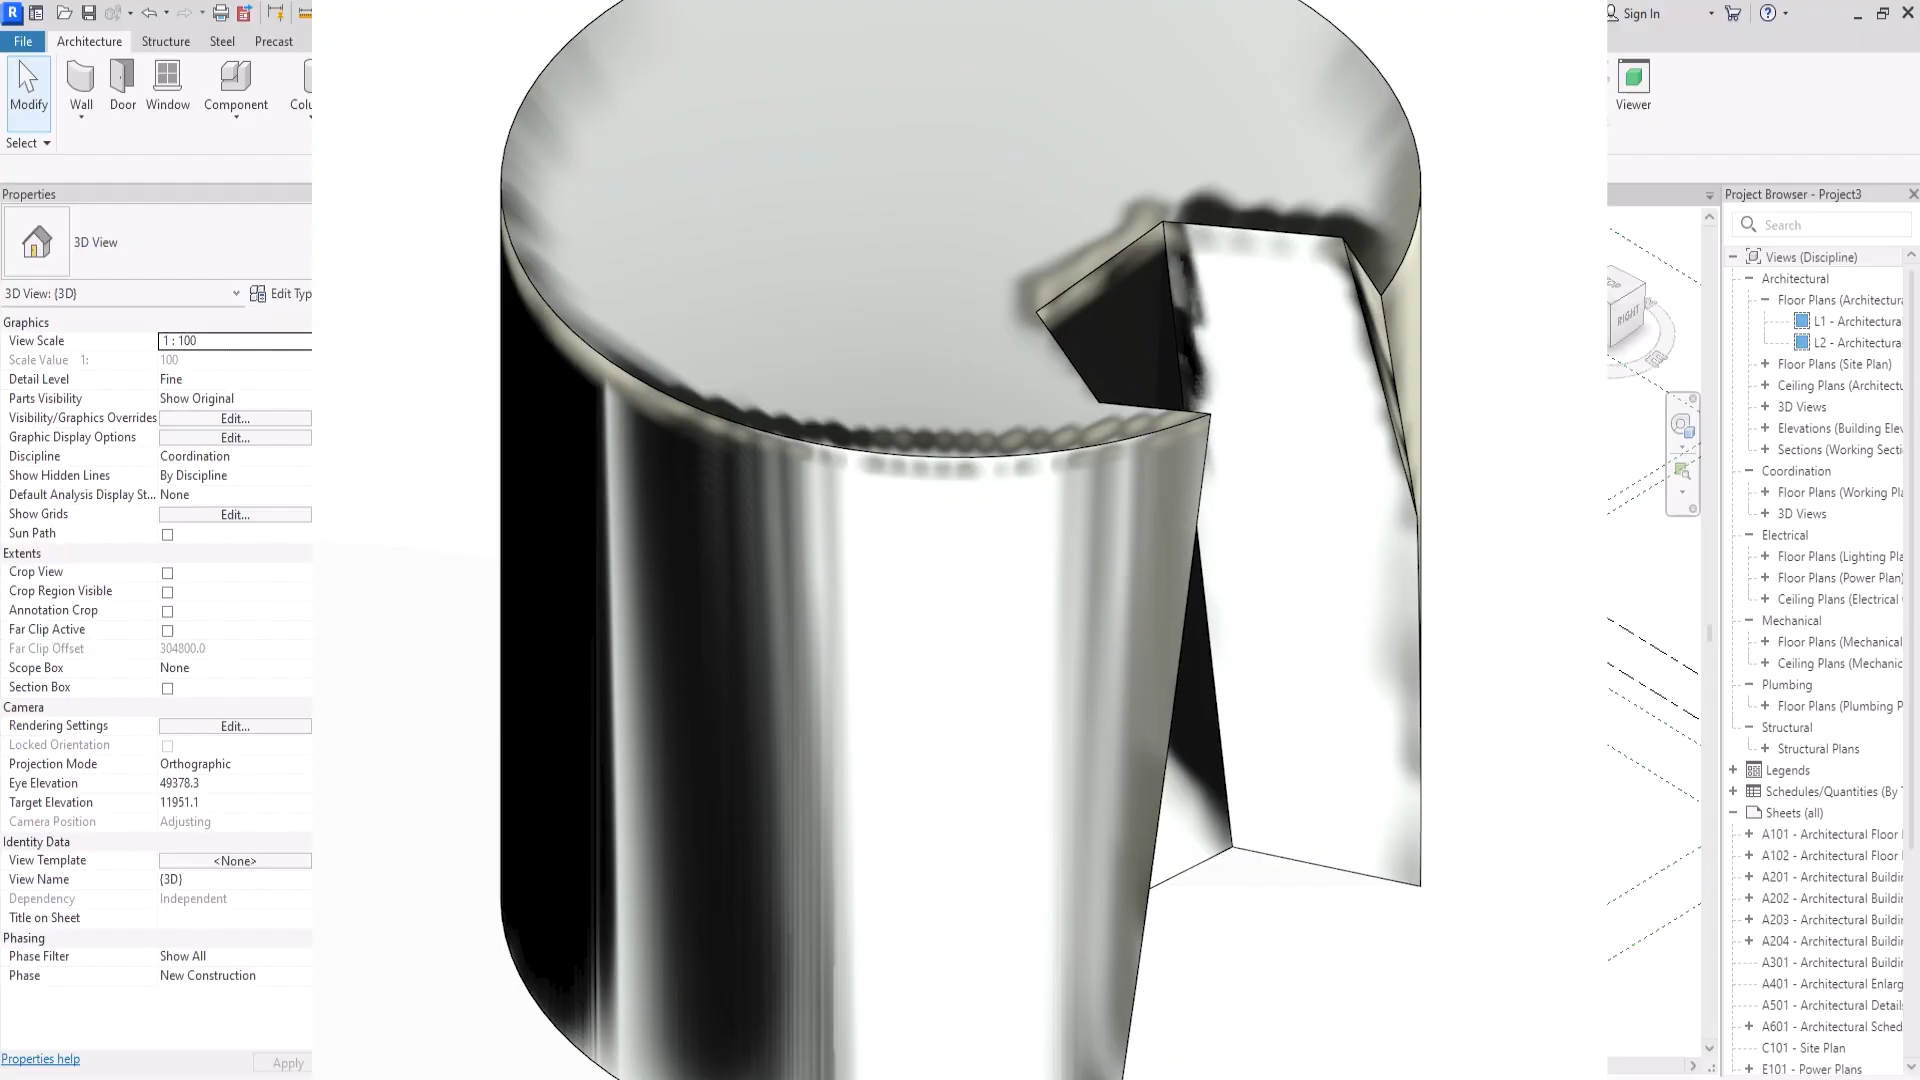 R
Sign In
File Architecture Structure Steel Precast
Modify Wall Door Window Component Colu
Viewer
Select
Properties
3D View
3D View: {3D} Edit Typ
Graphics
View Scale 1 : 100
Scale Value 1: 100
Detail Level Fine
Parts Visibility Show Original
Visibility/Graphics Overrides Edit...
Graphic Display Options Edit...
Discipline Coordination
Show Hidden Lines By Discipline
Default Analysis Display St... None
Show Grids Edit...
Sun Path
Extents
Crop View
Crop Region Visible
Annotation Crop
Far Clip Active
Far Clip Offset 304800.0
Scope Box None
Section Box
Camera
Rendering Settings Edit...
Locked Orientation
Projection Mode Orthographic
Eye Elevation 49378.3
Target Elevation 11951.1
Camera Position Adjusting
Identity Data
View Template <None>
View Name {3D}
Dependency Independent
Title on Sheet
Phasing
Phase Filter Show All
Phase New Construction
Properties help Apply
RIGHT
Project Browser - Project3
Search
Views (Discipline)
Architectural
Floor Plans (Architectura
L1 - Architectura
L2 - Architectura
Floor Plans (Site Plan)
Ceiling Plans (Architectu
3D Views
Elevations (Building Elev
Sections (Working Secti
Coordination
Floor Plans (Working Pla
3D Views
Electrical
Floor Plans (Lighting Pla
Floor Plans (Power Plan)
Ceiling Plans (Electrical
Mechanical
Floor Plans (Mechanical
Ceiling Plans (Mechanic
Plumbing
Floor Plans (Plumbing P
Structural
Structural Plans
Legends
Schedules/Quantities (By
Sheets (all)
A101 - Architectural Floor
A102 - Architectural Floor
A201 - Architectural Buildin
A202 - Architectural Buildin
A203 - Architectural Buildin
A204 - Architectural Buildin
A301 - Architectural Buildin
A401 - Architectural Enlarg
A501 - Architectural Details
A601 - Architectural Sched
C101 - Site Plan
E101 - Power Plans